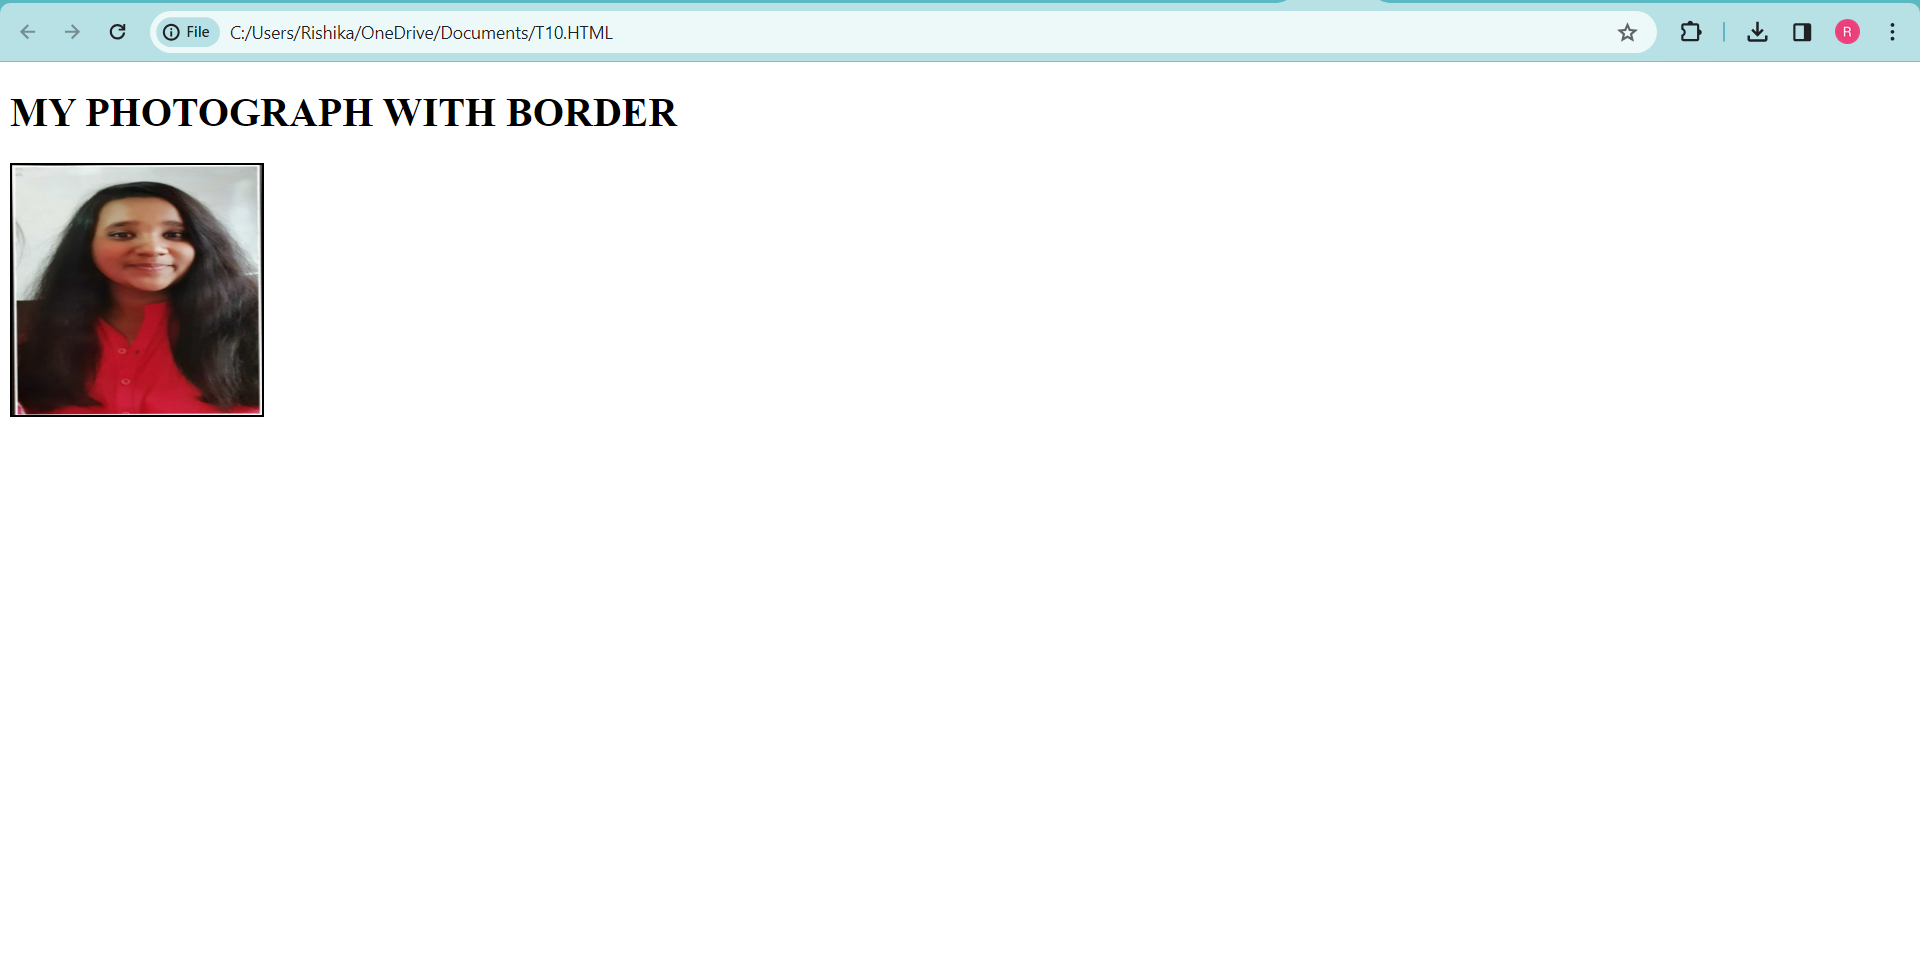 File C:/Users/Rishika/OneDrive/Documents/T10.HTML R
MY PHOTOGRAPH WITH BORDER